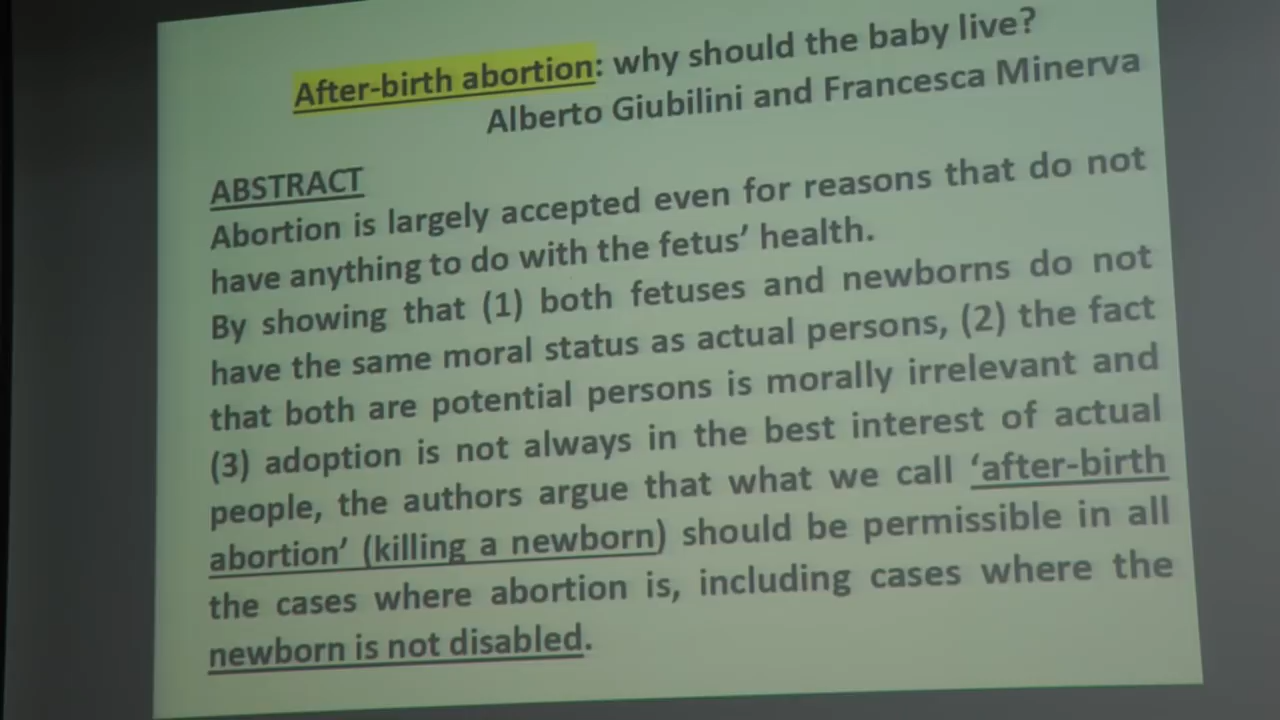 After-birth abortion: why should the baby live?
Alberto Giubilini and Francesca Minerva
ABSTRACT
Abortion is largely accepted even for reasons that do not
have anything to do with the fetus’ health.
By showing that (1) both fetuses and newborns do not
have the same moral status as actual persons, (2) the fact
that both are potential persons is morally irrelevant and
(3) adoption is not always in the best interest of actual
people, the authors argue that what we call ‘after-birth
abortion’ (killing a newborn) should be permissible in all
the cases where abortion is, including cases where the
newborn is not disabled.